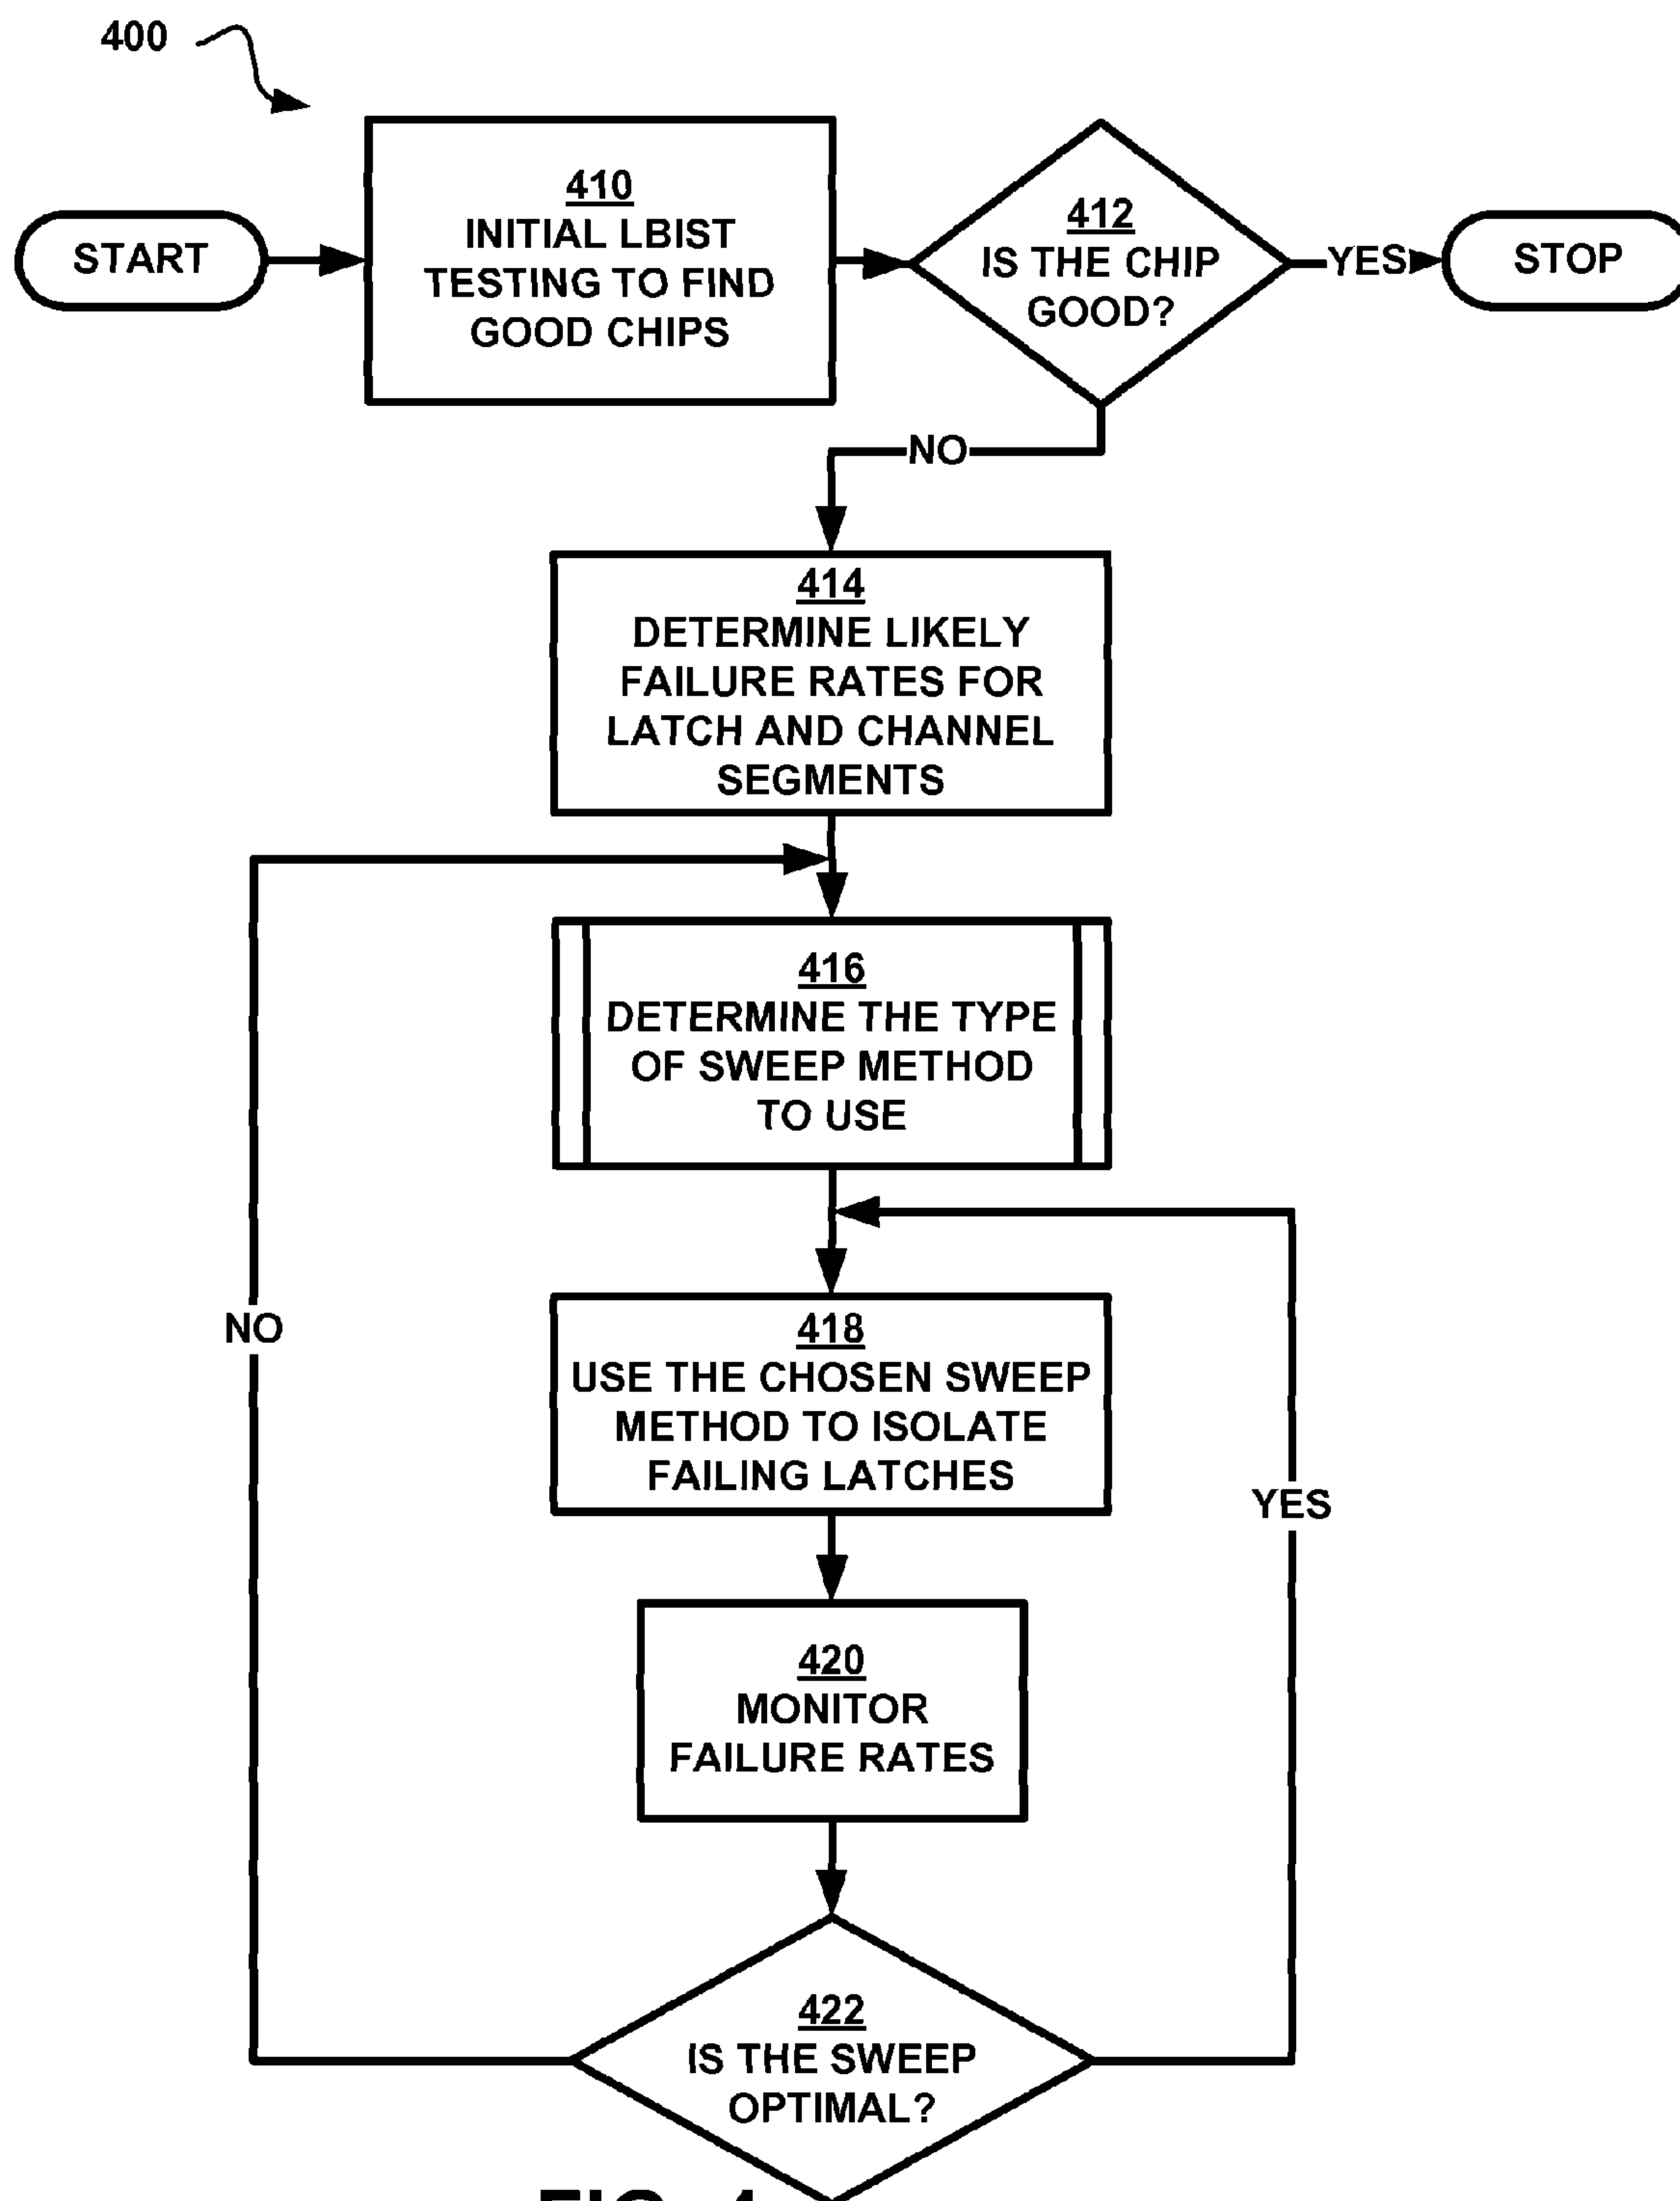 400
START
410
INITIAL LBIST
TESTING TO FIND
GOOD CHIPS
412
IS THE CHIP
GOOD?
YES
STOP
NO
414
DETERMINE LIKELY
FAILURE RATES FOR
LATCH AND CHANNEL
SEGMENTS
416
DETERMINE THE TYPE
OF SWEEP METHOD
TO USE
418
USE THE CHOSEN SWEEP
METHOD TO ISOLATE
FAILING LATCHES
NO
YES
420
MONITOR
FAILURE RATES
422
IS THE SWEEP
OPTIMAL?